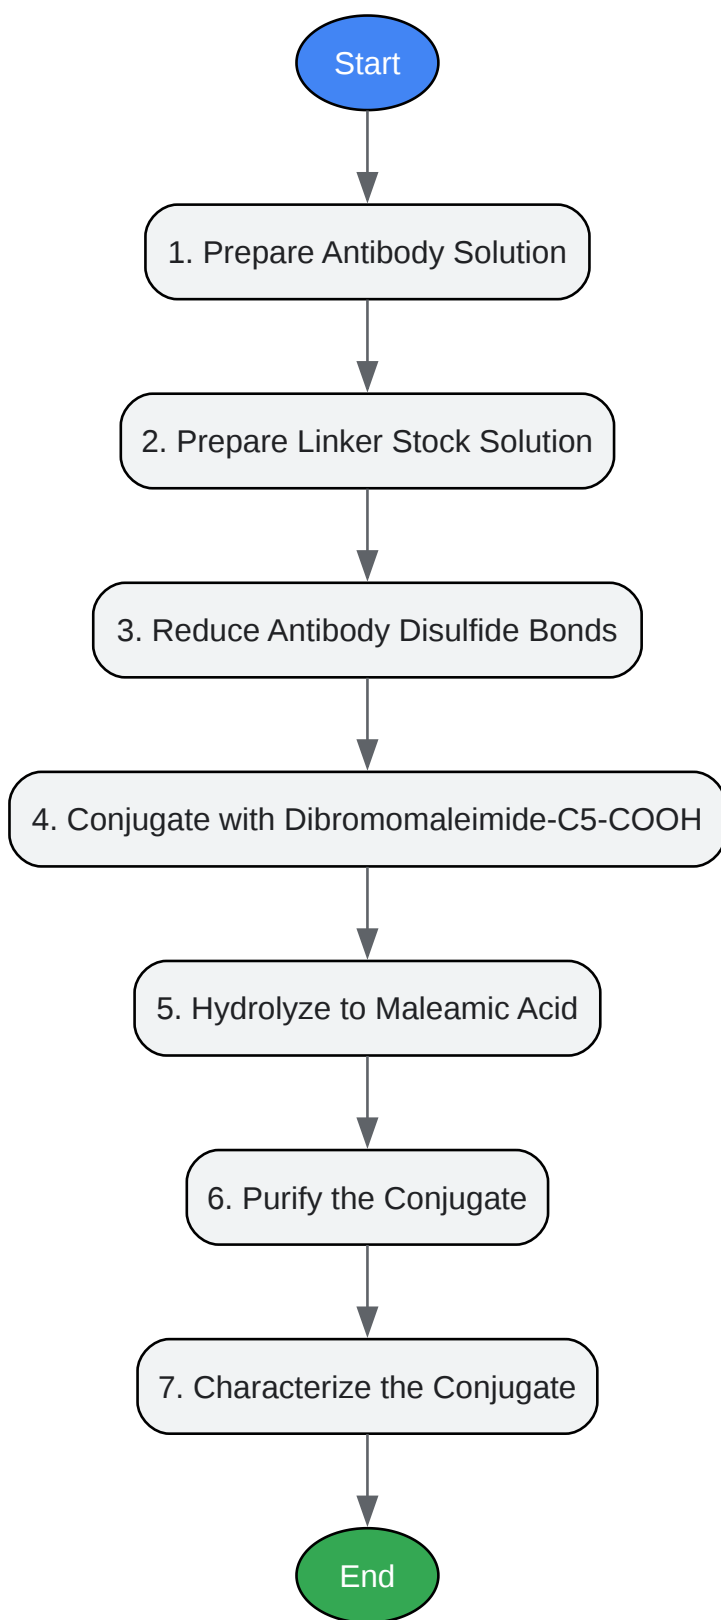 Start
1. Prepare Antibody Solution
2. Prepare Linker Stock Solution
3. Reduce Antibody Disulfide Bonds
4. Conjugate with Dibromomaleimide-C5-COOH
5. Hydrolyze to Maleamic Acid
6. Purify the Conjugate
7. Characterize the Conjugate
End